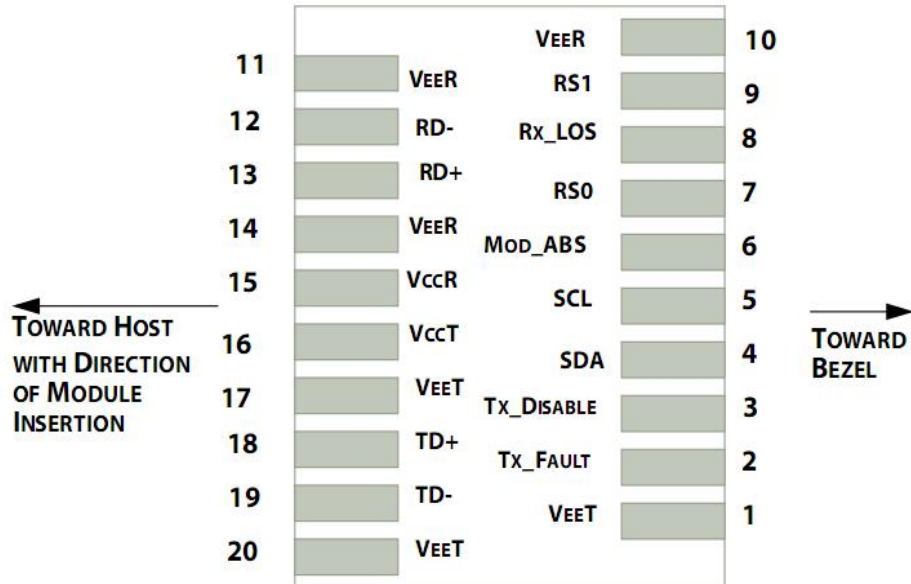 11 VEER
12 RD-
13 RD+
14 VEER
15 VCCR
16 VCCT
17 VEET
18 TD+
19 TD-
20 VEET
VEER 10
RS1 9
RX_LOS 8
RS0 7
MOD_ABS 6
SCL 5
SDA 4
TX_DISABLE 3
TX_FAULT 2
VEET 1
TOWARD HOST
WITH DIRECTION
OF MODULE
INSERTION
TOWARD
BEZEL